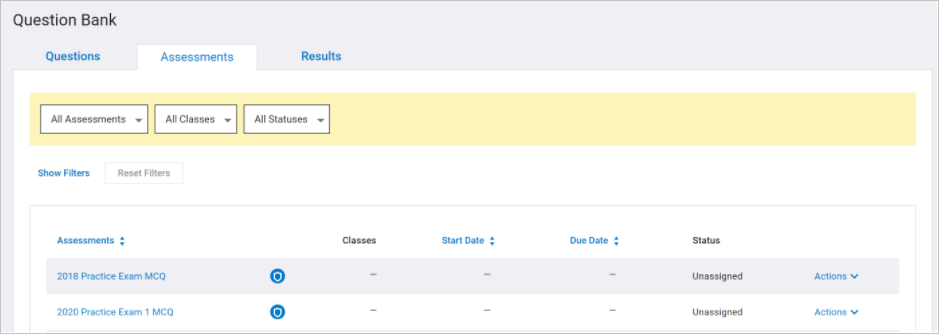 Question Bank
Questions Assessments Results
All Assessments All Classes All Statuses
Show Filters Reset Filters
Assessments Classes Start Date Due Date Status
2018 Practice Exam MCQ – – – Unassigned Actions
2020 Practice Exam 1 MCQ – – – Unassigned Actions